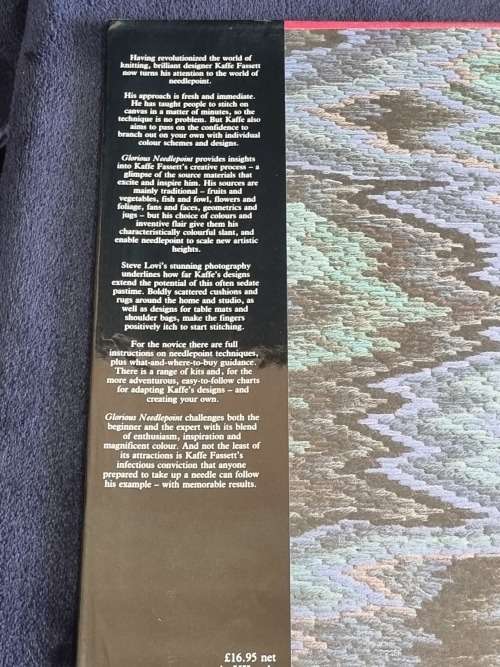 Having revolutionized the world of
knitting, brilliant designer Kaffe Fassett
now turns his attention to the world of
needlepoint.
His approach is fresh and immediate.
He has taught people to stitch on
canvas in a matter of minutes, so the
technique is no problem. But Kaffe also
aims to pass on the confidence to
branch out on your own with individual
colour schemes and designs.
Glorious Needlepoint provides insights
into Kaffe Fassett's creative process – a
glimpse of the source materials that
excite and inspire him. His sources are
mainly traditional – fruits and
vegetables, fish and fowl, flowers and
foliage, fans and faces, geometrics and
jugs – but his choice of colours and
inventive flair give them his
characteristically colourful slant, and
enable needlepoint to scale new artistic
heights.
Steve Lovi's stunning photography
underlines how far Kaffe's designs
extend the potential of this often sedate
pastime. Boldly scattered cushions and
rugs around the home and studio, as
well as designs for table mats and
shoulder bags, make the fingers
positively itch to start stitching.
For the novice there are full
instructions on needlepoint techniques,
plus what-and-where-to-buy guidance.
There is a range of kits and, for the
more adventurous, easy-to-follow charts
for adapting Kaffe's designs – and
creating your own.
Glorious Needlepoint challenges both the
beginner and the expert with its blend
of enthusiasm, inspiration and
magnificent colour. And not the least of
its attractions is Kaffe Fassett's
infectious conviction that anyone
prepared to take up a needle can follow
his example – with memorable results.
£16.95 net